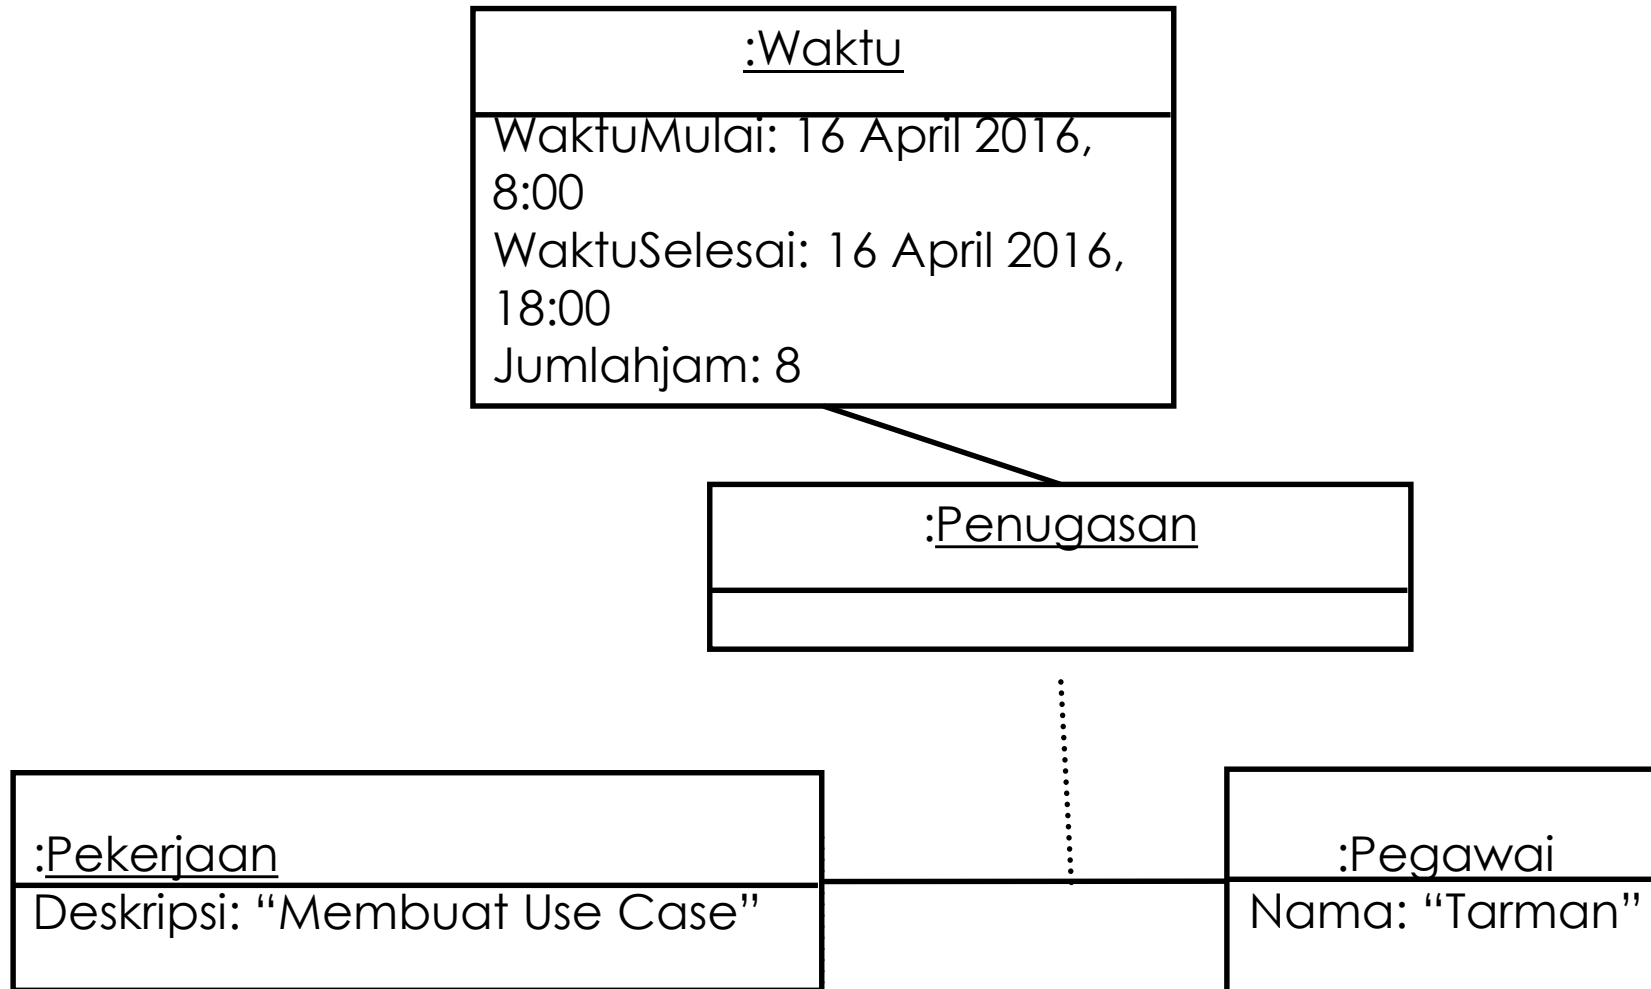 :Waktu
WaktuMulai: 16 April 2016,
8:00
WaktuSelesai: 16 April 2016,
18:00
Jumlahjam: 8
:Penugasan
:Pekerjaan
Deskripsi: “Membuat Use Case”
:Pegawai
Nama: “Tarman”